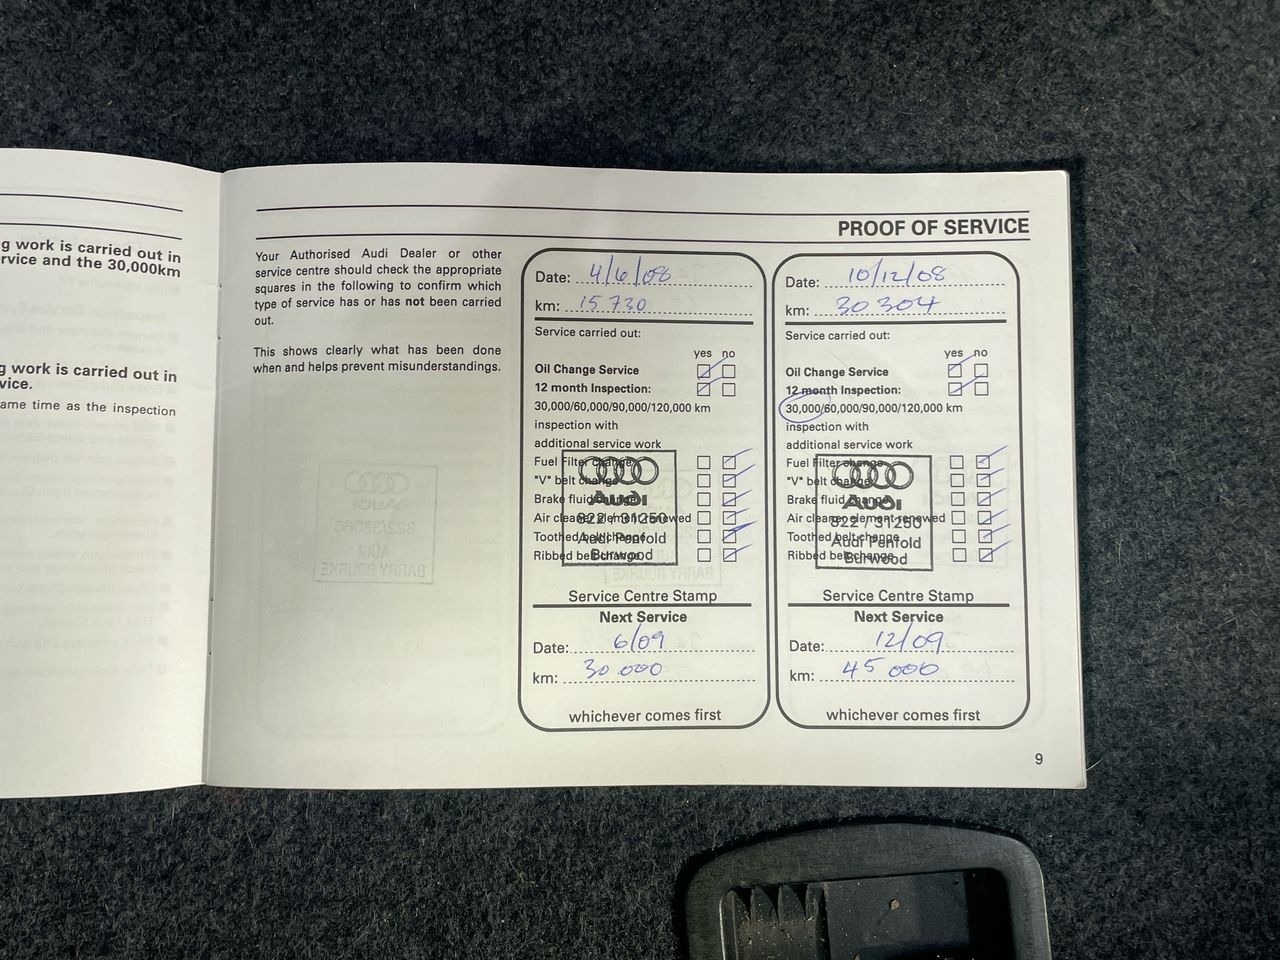 g work is carried out in
rvice and the 30,000km
g work is carried out in
vice.
ame time as the inspection
PROOF OF SERVICE
Your Authorised Audi Dealer or other
service centre should check the appropriate
squares in the following to confirm which
type of service has or has not been carried
out.
This shows clearly what has been done
when and helps prevent misunderstandings.
Date: 4/6/08
km: 15 730
Service carried out:
yes no
Oil Change Service
12 month Inspection:
30,000/60,000/90,000/120,000 km
inspection with
additional service work
Fuel Filter change
"V" belt change
Brake fluid change
Air cleaner element renewed
Toothed belt change
Ribbed belt change
Audi
822 / 31250
Audi Penfold
Burwood
Service Centre Stamp
Next Service
Date: 6/09
km: 30 000
whichever comes first
Date: 10/12/08
km: 30 304
Service carried out:
yes no
Oil Change Service
12 month Inspection:
30,000/60,000/90,000/120,000 km
inspection with
additional service work
Fuel Filter change
"V" belt change
Brake fluid change
Air cleaner element renewed
Toothed belt change
Ribbed belt change
Audi
822 / 31250
Audi Penfold
Burwood
Service Centre Stamp
Next Service
Date: 12/09
km: 45 000
whichever comes first
9